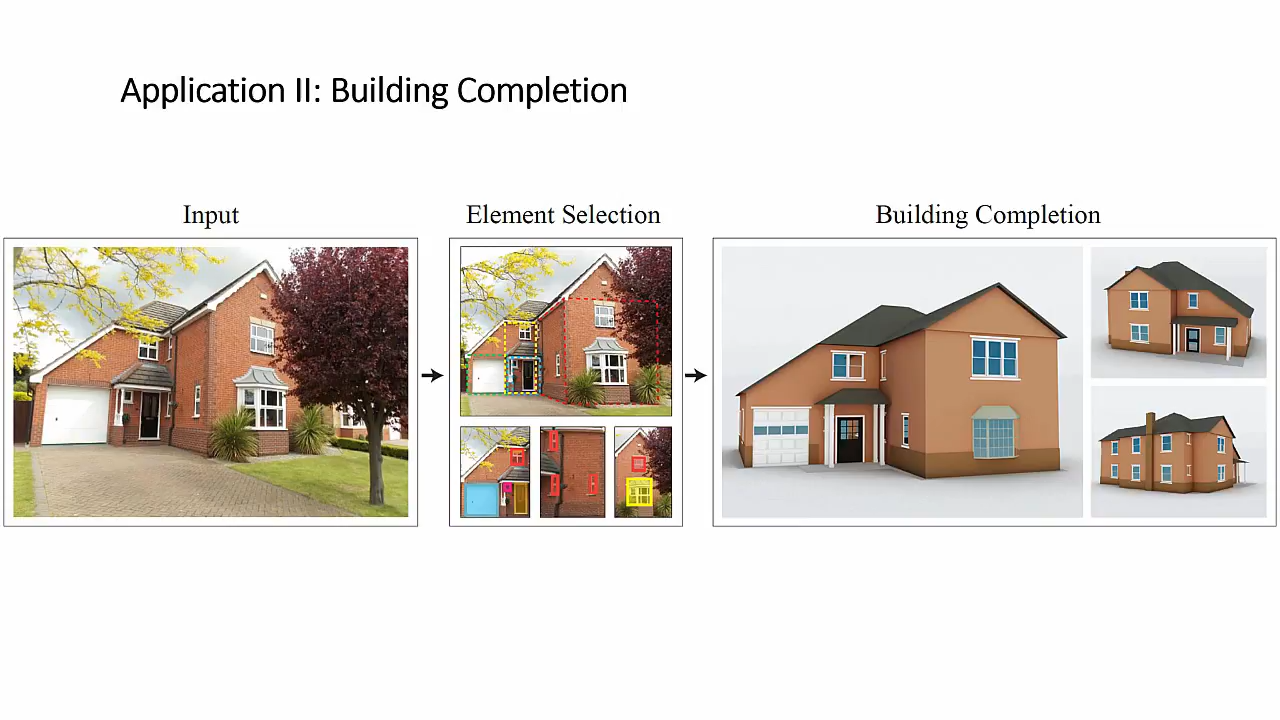 Application II: Building Completion
Input
Element Selection
Building Completion